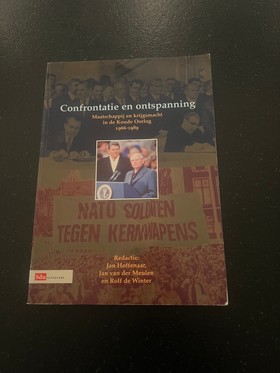 Confrontatie en ontspanning
Maatschappij en krijgsmacht
in de Koude Oorlog
1966-1989
NATO SOLDIERS
TEGEN KERNWAPENS
Redactie:
Jan Hoffenaar,
Jan van der Meulen
en Rolf de Winter